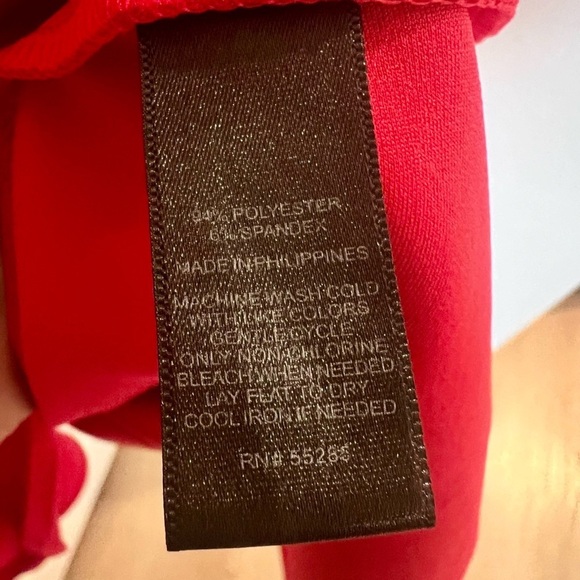 94% POLYESTER
6% SPANDEX
MADE IN PHILIPPINES
MACHINE WASH COLD
WITH LIKE COLORS
GENTLE CYCLE
ONLY NON-CHLORINE
BLEACH WHEN NEEDED
LAY FLAT TO DRY
COOL IRON IF NEEDED
RN# 55285